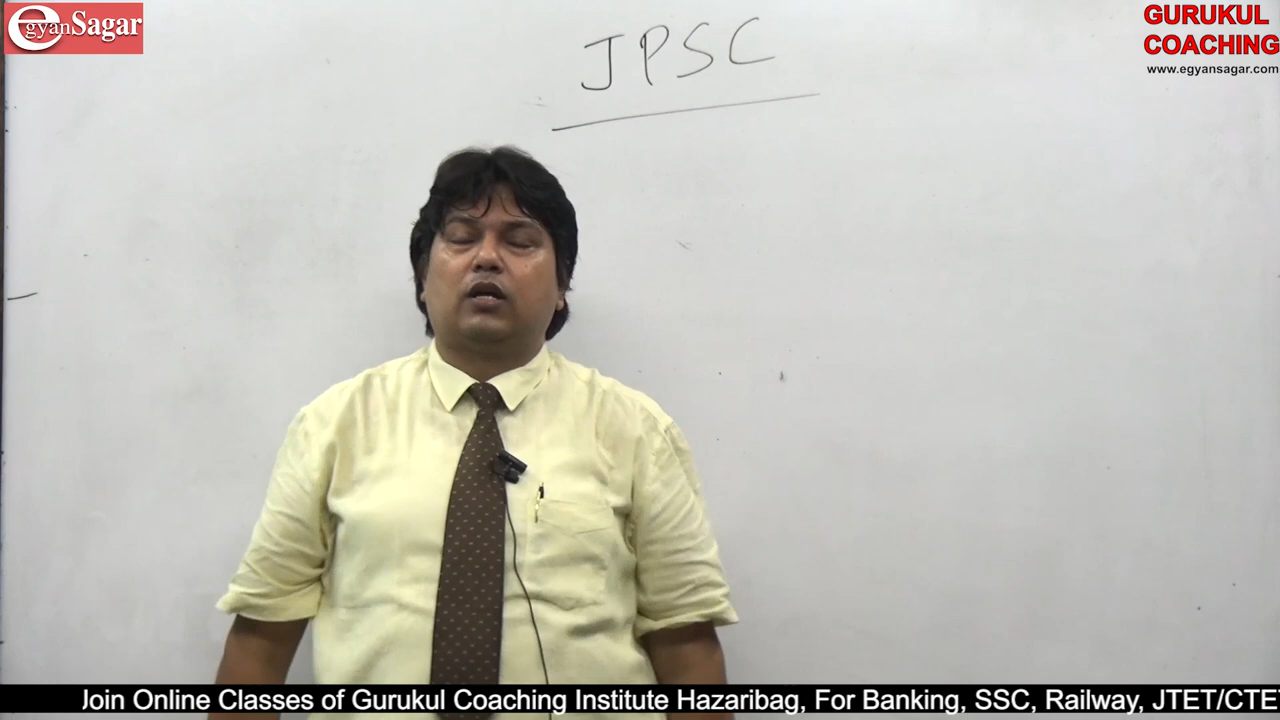 egyanSagar
GURUKUL
COACHING
www.egyansagar.com
JPSC
Join Online Classes of Gurukul Coaching Institute Hazaribag, For Banking, SSC, Railway, JTET/CTET